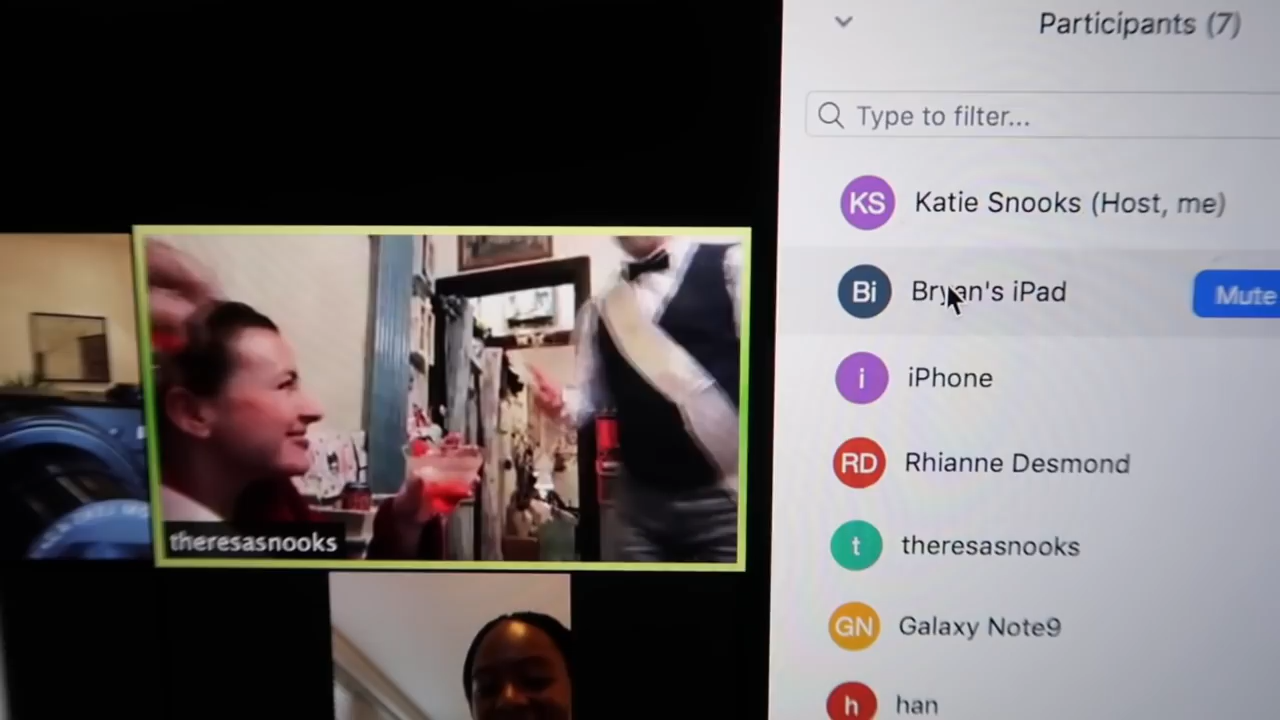 Participants (7)
Type to filter...
KS Katie Snooks (Host, me)
Bi Bryan's iPad Mute
i iPhone
RD Rhianne Desmond
t theresasnooks
GN Galaxy Note9
h han
theresasnooks